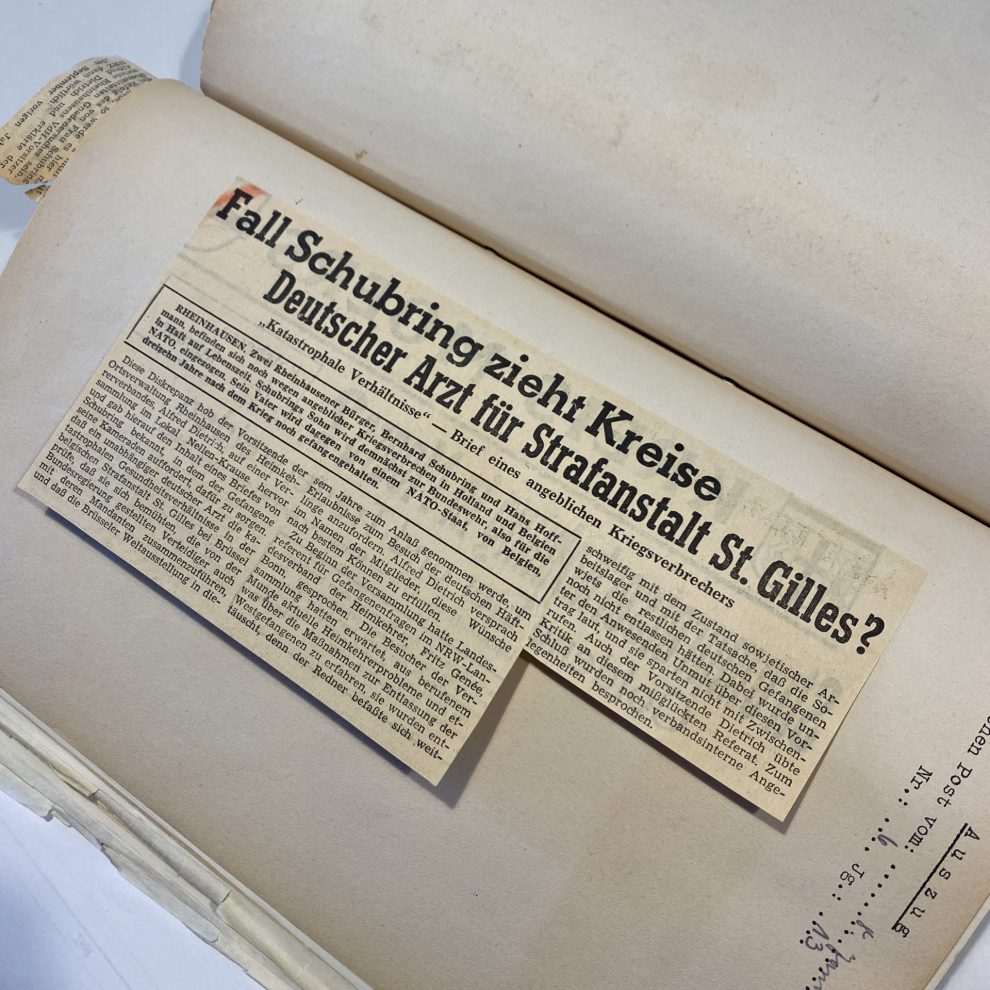 Fall Schubring zieht Kreise
Deutscher Arzt für Strafanstalt St. Gilles?
„Katastrophale Verhältnisse“ — Brief eines angeblichen Kriegsverbrechers
RHEINHAUSEN. Zwei Rheinhausener Bürger, Bernhard Schubring und Hans Hoff-
mann, befinden sich noch wegen angeblicher Kriegsverbrechen in Holland und Belgien
in Haft auf Lebenszeit. Schubrings Sohn wird demnächst zur Bundeswehr, also für die
NATO, eingezogen. Sein Vater wird dagegen von einem NATO-Staat, von Belgien,
dreizehn Jahre nach dem Krieg noch gefangengehalten.
Diese Diskrepanz hob der Vorsitzende der
Ortsverwaltung Rheinhausen des Heimkeh-
rerverbandes, Alfred Dietrich, auf einer Ver-
sammlung im Lokal Nellen-Krause hervor
und gab hierauf den Inhalt eines Briefes von
Schubring bekannt, in dem der Gefangene
seine Kameraden auffordert, dafür zu sorgen
daß ein unabhängiger deutscher Arzt die ka-
tastrophalen Gesundheitsverhältnisse in der
belgischen Strafanstalt St. Gilles bei Brüssel
prüfe, daß sie sich bemühten, die von der
Bundesregierung gestellten Verteidiger auch
mit deren Mandanten zusammenzuführen,
und daß die Brüsseler Weltausstellung in die-
sem Jahre zum Anlaß genommen werde, um
Erlaubnisse zum Besuch der deutschen Häft-
linge anzufordern. Alfred Dietrich versprach
im Namen der Mitglieder, diese Wünsche
nach bestem Können zu erfüllen.
Zu Beginn der Versammlung hatte Landes-
referent für Gefangenenfragen im NRW-Lan-
desverband der Heimkehrer, Fritz Genée,
Bonn, gesprochen. Die Besucher der Ver-
sammlung hatten erwartet, aus berufenem
Munde aktuelle Heimkehrerprobleme und et-
was über die Maßnahmen zur Entlassung der
Westgefangenen zu erfahren, sie wurden ent-
täuscht, denn der Redner befaßte sich weit-
schweifig mit dem Zustand sowjetischer Ar-
beitslager und mit der Tatsache, daß die So-
wjets die restlichen deutschen Gefangenen
noch nicht entlassen hätten. Dabei wurde un-
ter den Anwesenden Unmut über diesen Vor-
trag laut, und sie sparten nicht mit Zwischen-
rufen. Auch der Vorsitzende Dietrich übte
Kritik an diesem mißglückten Referat. Zum
Schluß wurden noch verbandsinterne Ange-
legenheiten besprochen.
Auszug
onen Post vom:
Nr.: 6 Jg.: 13